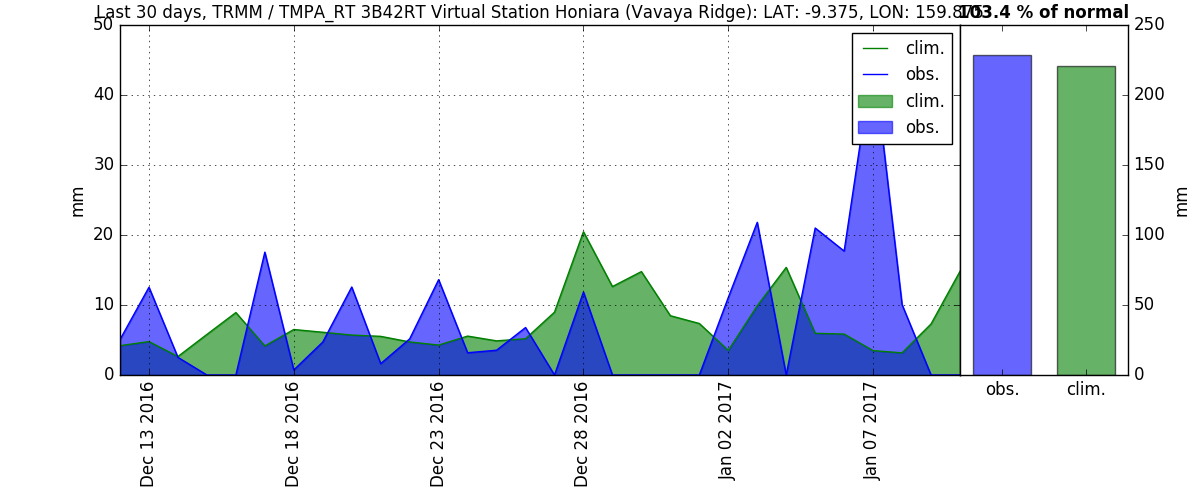 Last 30 days, TRMM / TMPA_RT 3B42RT Virtual Station Honiara (Vavaya Ridge): LAT: -9.375, LON: 159.875
103.4 % of normal
50
40
30
20
10
0
mm
clim.
obs.
clim.
obs.
250
200
150
100
50
0
mm
Dec 13 2016
Dec 18 2016
Dec 23 2016
Dec 28 2016
Jan 02 2017
Jan 07 2017
obs.
clim.